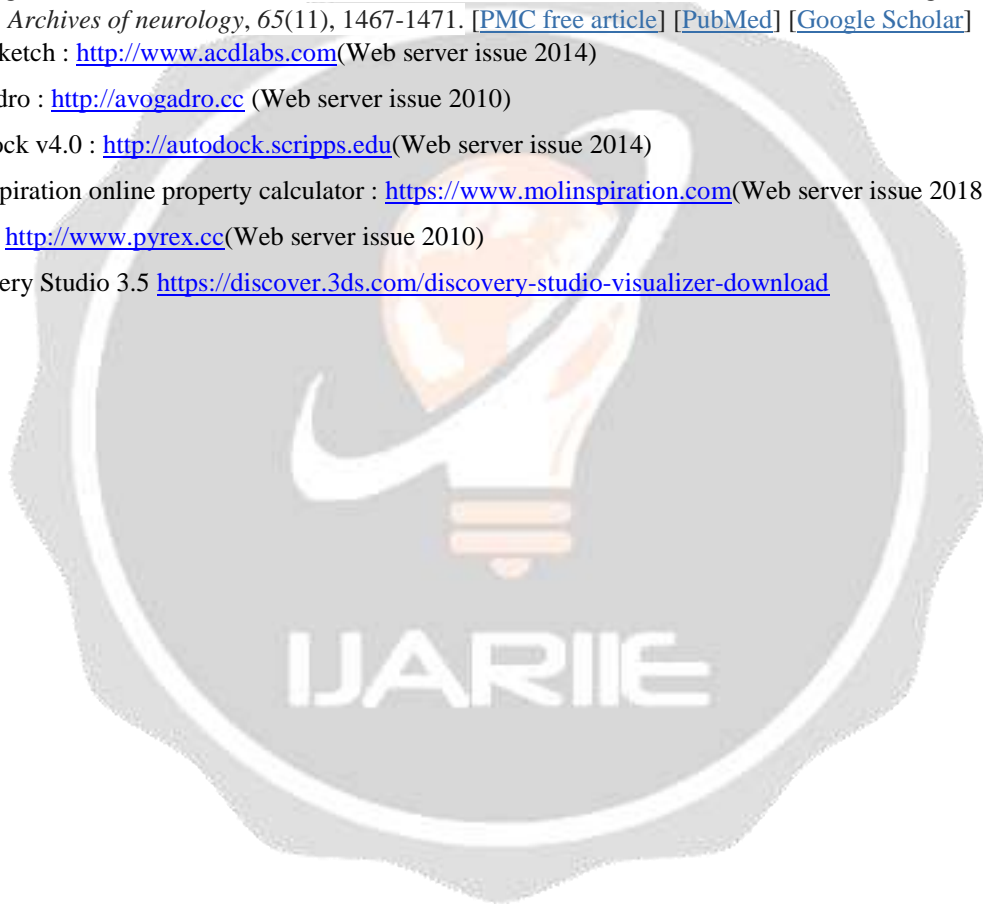 Archives of neurology, 65(11), 1467-1471. [PMC free article] [PubMed] [Google Scholar]
ketch : http://www.acdlabs.com(Web server issue 2014)
dro : http://avogadro.cc (Web server issue 2010)
ock v4.0 : http://autodock.scripps.edu(Web server issue 2014)
piration online property calculator : https://www.molinspiration.com(Web server issue 2018
http://www.pyrex.cc(Web server issue 2010)
ery Studio 3.5 https://discover.3ds.com/discovery-studio-visualizer-download
IJARIIE